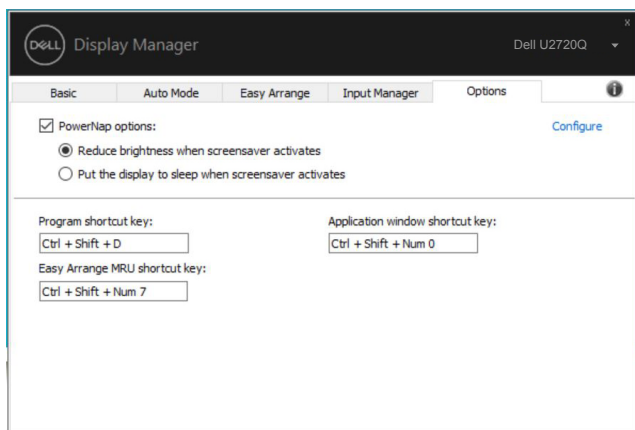 x
DELL Display Manager
Dell U2720Q
Basic Auto Mode Easy Arrange Input Manager Options i
PowerNap options: Configure
Reduce brightness when screensaver activates
Put the display to sleep when screensaver activates
Program shortcut key: Application window shortcut key:
Ctrl + Shift + D Ctrl + Shift + Num 0
Easy Arrange MRU shortcut key:
Ctrl + Shift + Num 7